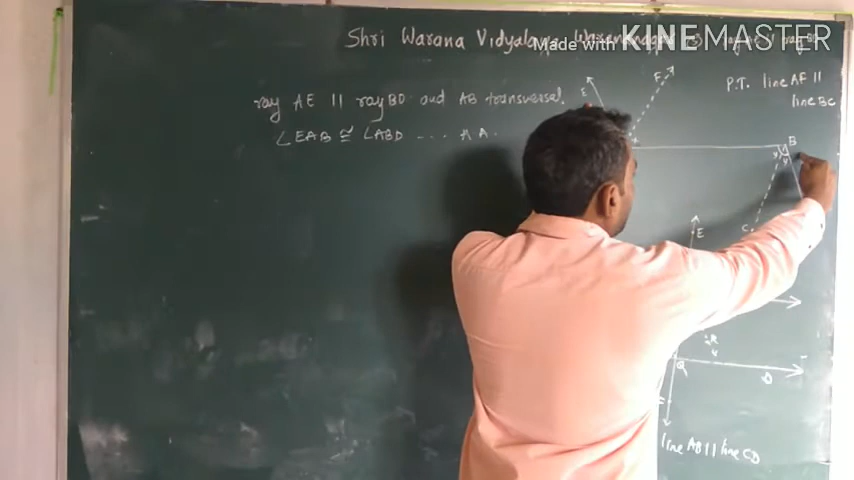 Shri Warana Vidyalaya Warananagar
Made with KINEMASTER
ray AE || ray BD and AB transversal.
∠EAB ≅ ∠ABD ... A A.
P.T. line AF ||
line BC
E
F
B
x
x
C
E
R
Q
D
line AB || line CD